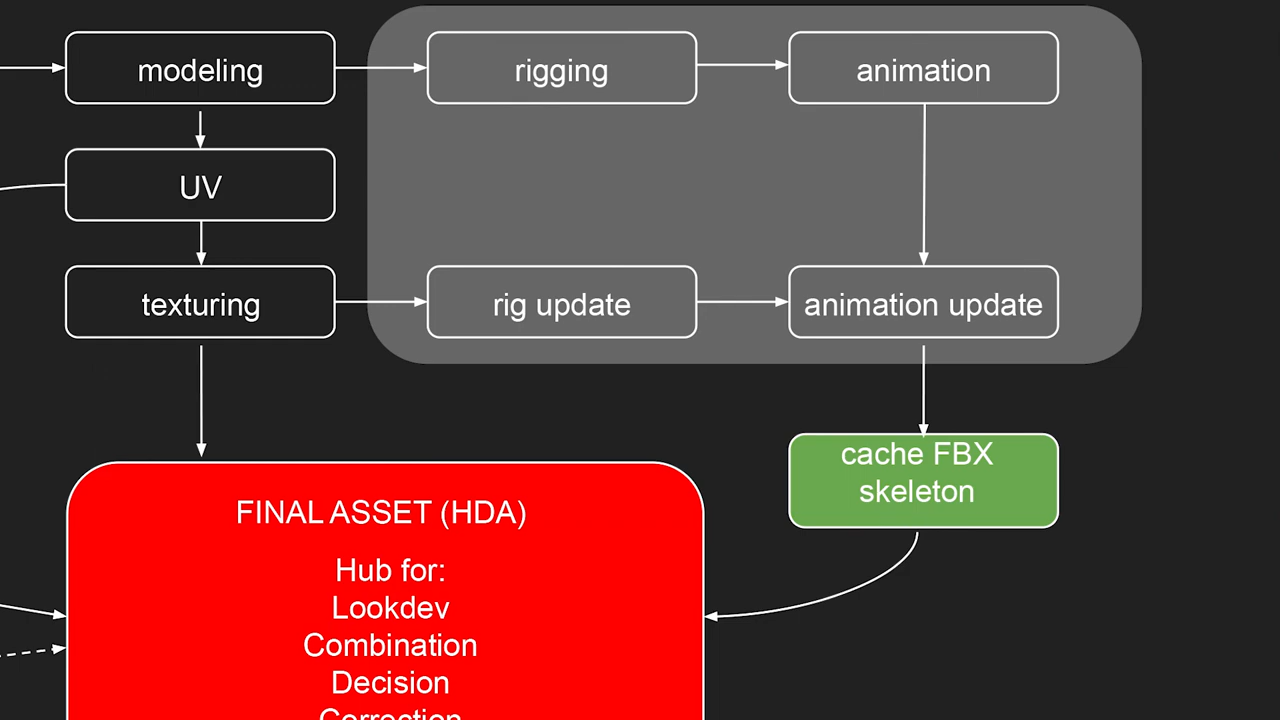 modeling
rigging
animation
UV
texturing
rig update
animation update
cache FBX
skeleton
FINAL ASSET (HDA)
Hub for:
Lookdev
Combination
Decision
Correction